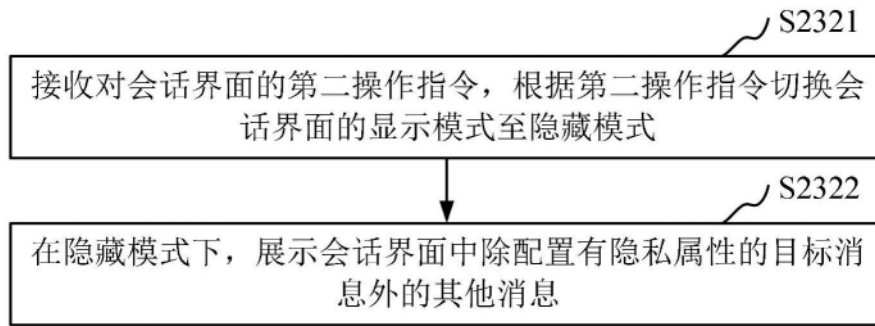 S2321
接收对会话界面的第二操作指令，根据第二操作指令切换会
话界面的显示模式至隐藏模式
S2322
在隐藏模式下，展示会话界面中除配置有隐私属性的目标消
息外的其他消息